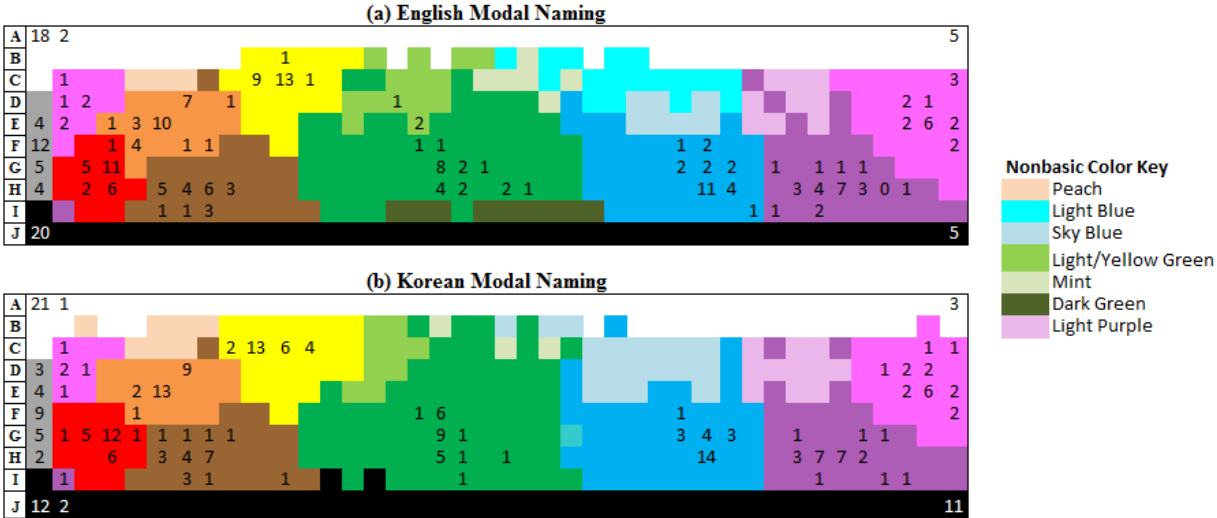 (a) English Modal Naming
A 18 2 5
B 1
C 1 9 13 1 3
D 1 2 7 1 1 2 1
E 4 2 1 3 10 2 2 6 2
F 12 1 4 1 1 1 1 1 2 2
G 5 5 11 8 2 1 2 2 2 1 1 1 1
H 4 2 6 5 4 6 3 4 2 2 1 11 4 3 4 7 3 0 1
I 1 1 3 1 1 2
J 20 5
Nonbasic Color Key
Peach
Light Blue
Sky Blue
Light/Yellow Green
Mint
Dark Green
Light Purple
(b) Korean Modal Naming
A 21 1 3
B
C 1 2 13 6 4 1 1
D 3 2 1 9 1 2 2
E 4 1 2 13 2 6 2
F 9 1 1 6 1 2
G 5 1 5 12 1 1 1 1 1 9 1 3 4 3 1 1 1
H 2 6 3 4 7 5 1 1 14 3 7 7 2
I 1 3 1 1 1 1 1 1
J 12 2 11